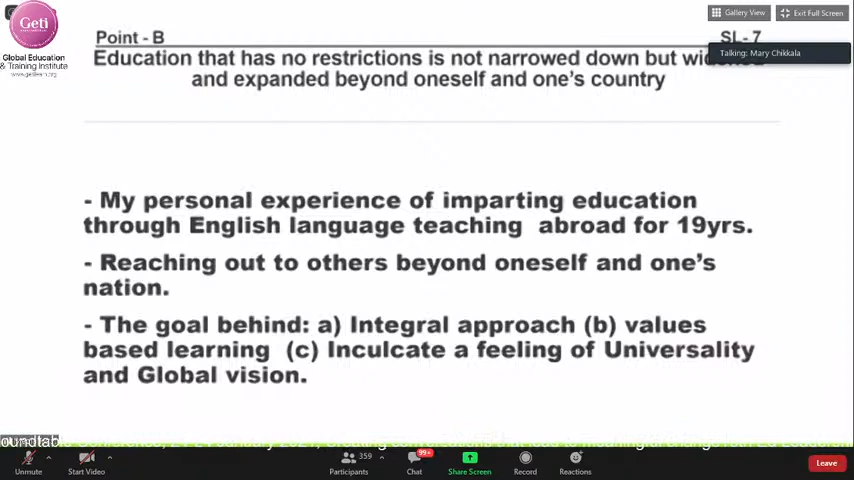 Geti
Global Education
& Training Institute
www.getilearn.org
Gallery View
Exit Full Screen
Talking: Mary Chikkala
Point - B
SL - 7
Education that has no restrictions is not narrowed down but widened
and expanded beyond oneself and one's country
- My personal experience of imparting education
through English language teaching abroad for 19yrs.
- Reaching out to others beyond oneself and one's
nation.
- The goal behind: a) Integral approach (b) values
based learning (c) Inculcate a feeling of Universality
and Global vision.
Unmute
Start Video
359
Participants
99+
Chat
Share Screen
Record
Reactions
Leave